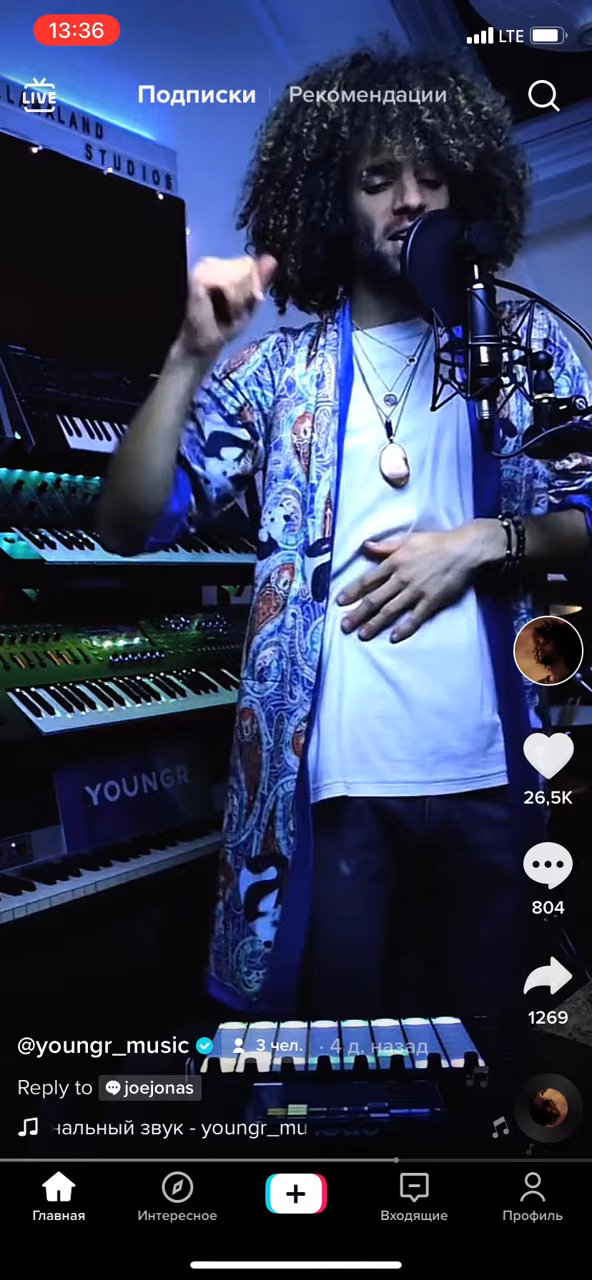 13:36
LTE
LIVE
Подписки
Рекомендации
LAND
STUDIOS
YOUNGR
26,5K
804
1269
@youngr_music
3 чел.
· 4 д. назад
Reply to joejonas
нальный звук - youngr_mu
Главная
Интересное
Входящие
Профиль